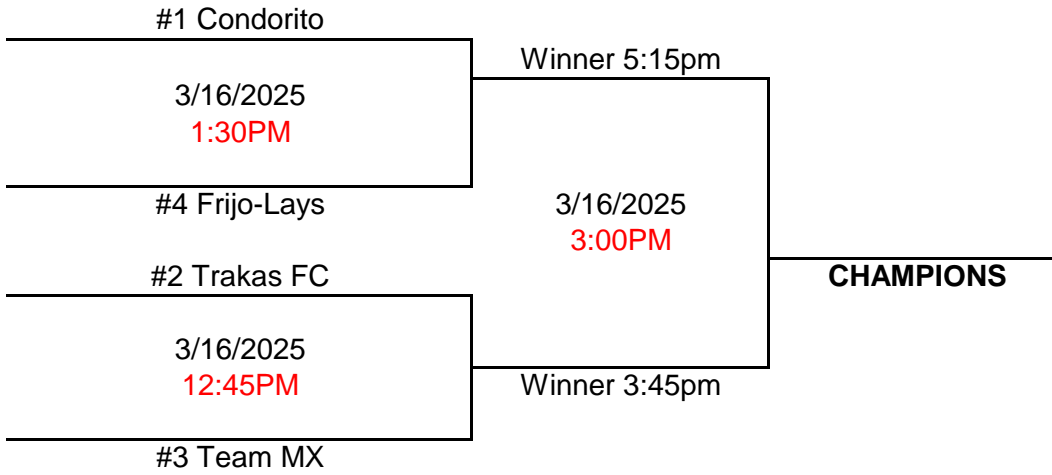 #1 Condorito
Winner 5:15pm
3/16/2025
1:30PM
#4 Frijo-Lays
3/16/2025
3:00PM
#2 Trakas FC
CHAMPIONS
3/16/2025
12:45PM
Winner 3:45pm
#3 Team MX